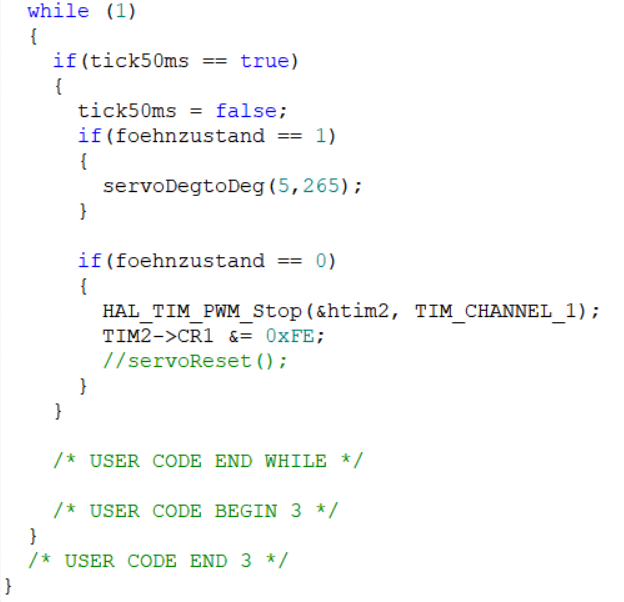 while (1)
{
if(tick50ms == true)
{
tick50ms = false;
if(foehnzustand == 1)
{
servoDegtoDeg(5,265);
}
if(foehnzustand == 0)
{
HAL_TIM_PWM_Stop(&htim2, TIM_CHANNEL_1);
TIM2->CR1 &= 0xFE;
//servoReset();
}
}
/* USER CODE END WHILE */
/* USER CODE BEGIN 3 */
}
/* USER CODE END 3 */
}